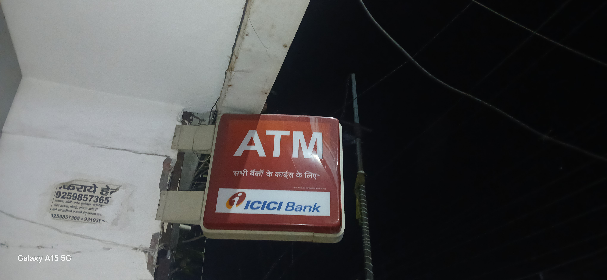 ATM
सभी बैंकों के कार्ड्स के लिए
ICICI Bank
किराये हेतु
9259857365
Galaxy A15 5G